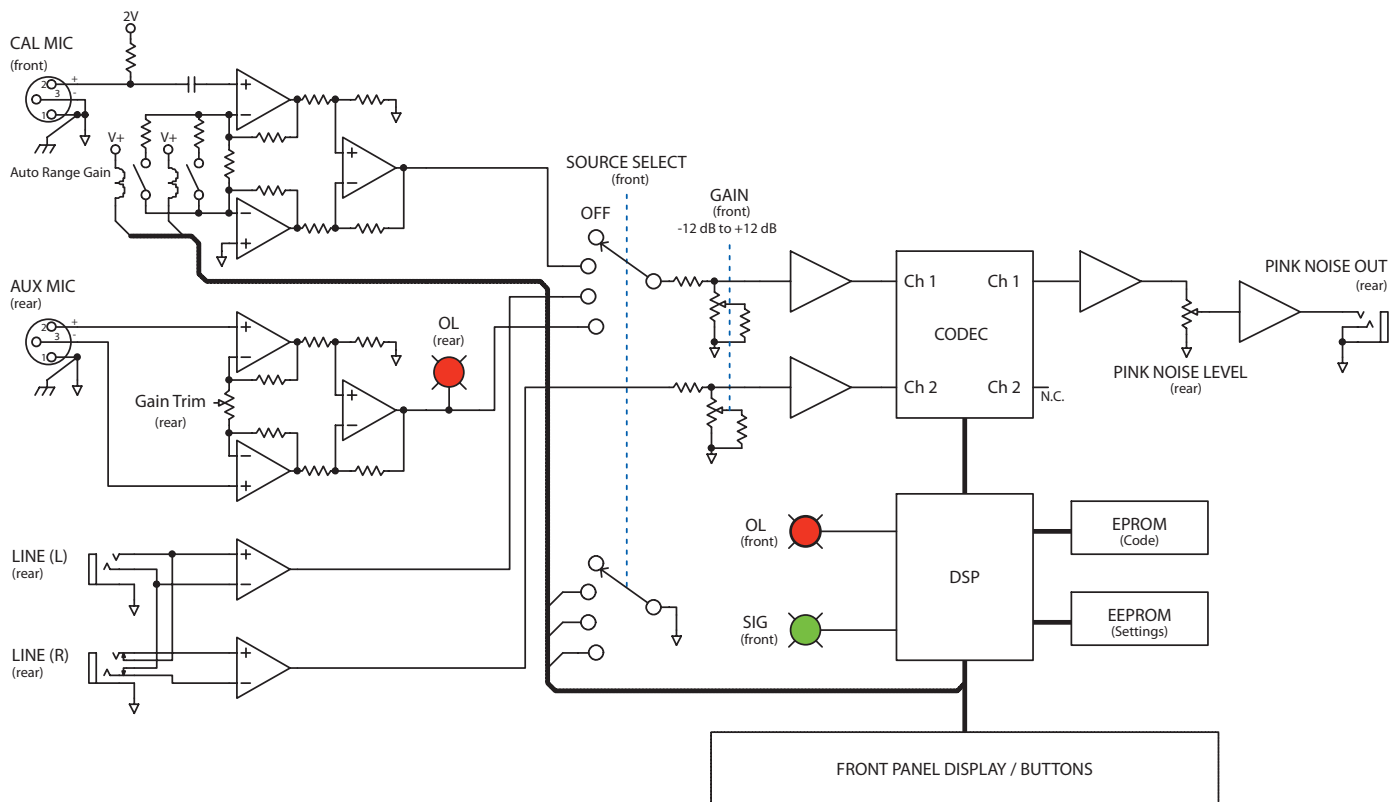 2V
CAL MIC
(front)
2
+
3
-
1
V+
V+
Auto Range Gain
+
−
+
−
−
+
SOURCE SELECT
(front)
OFF
GAIN
(front)
-12 dB to +12 dB
AUX MIC
(rear)
2
+
3
-
1
+
−
Gain Trim
(rear)
+
−
−
+
OL
(rear)
Ch 1
Ch 1
CODEC
Ch 2
Ch 2
N.C.
PINK NOISE OUT
(rear)
PINK NOISE LEVEL
(rear)
LINE (L)
(rear)
+
−
LINE (R)
(rear)
+
−
OL
(front)
SIG
(front)
DSP
EPROM
(Code)
EEPROM
(Settings)
FRONT PANEL DISPLAY / BUTTONS